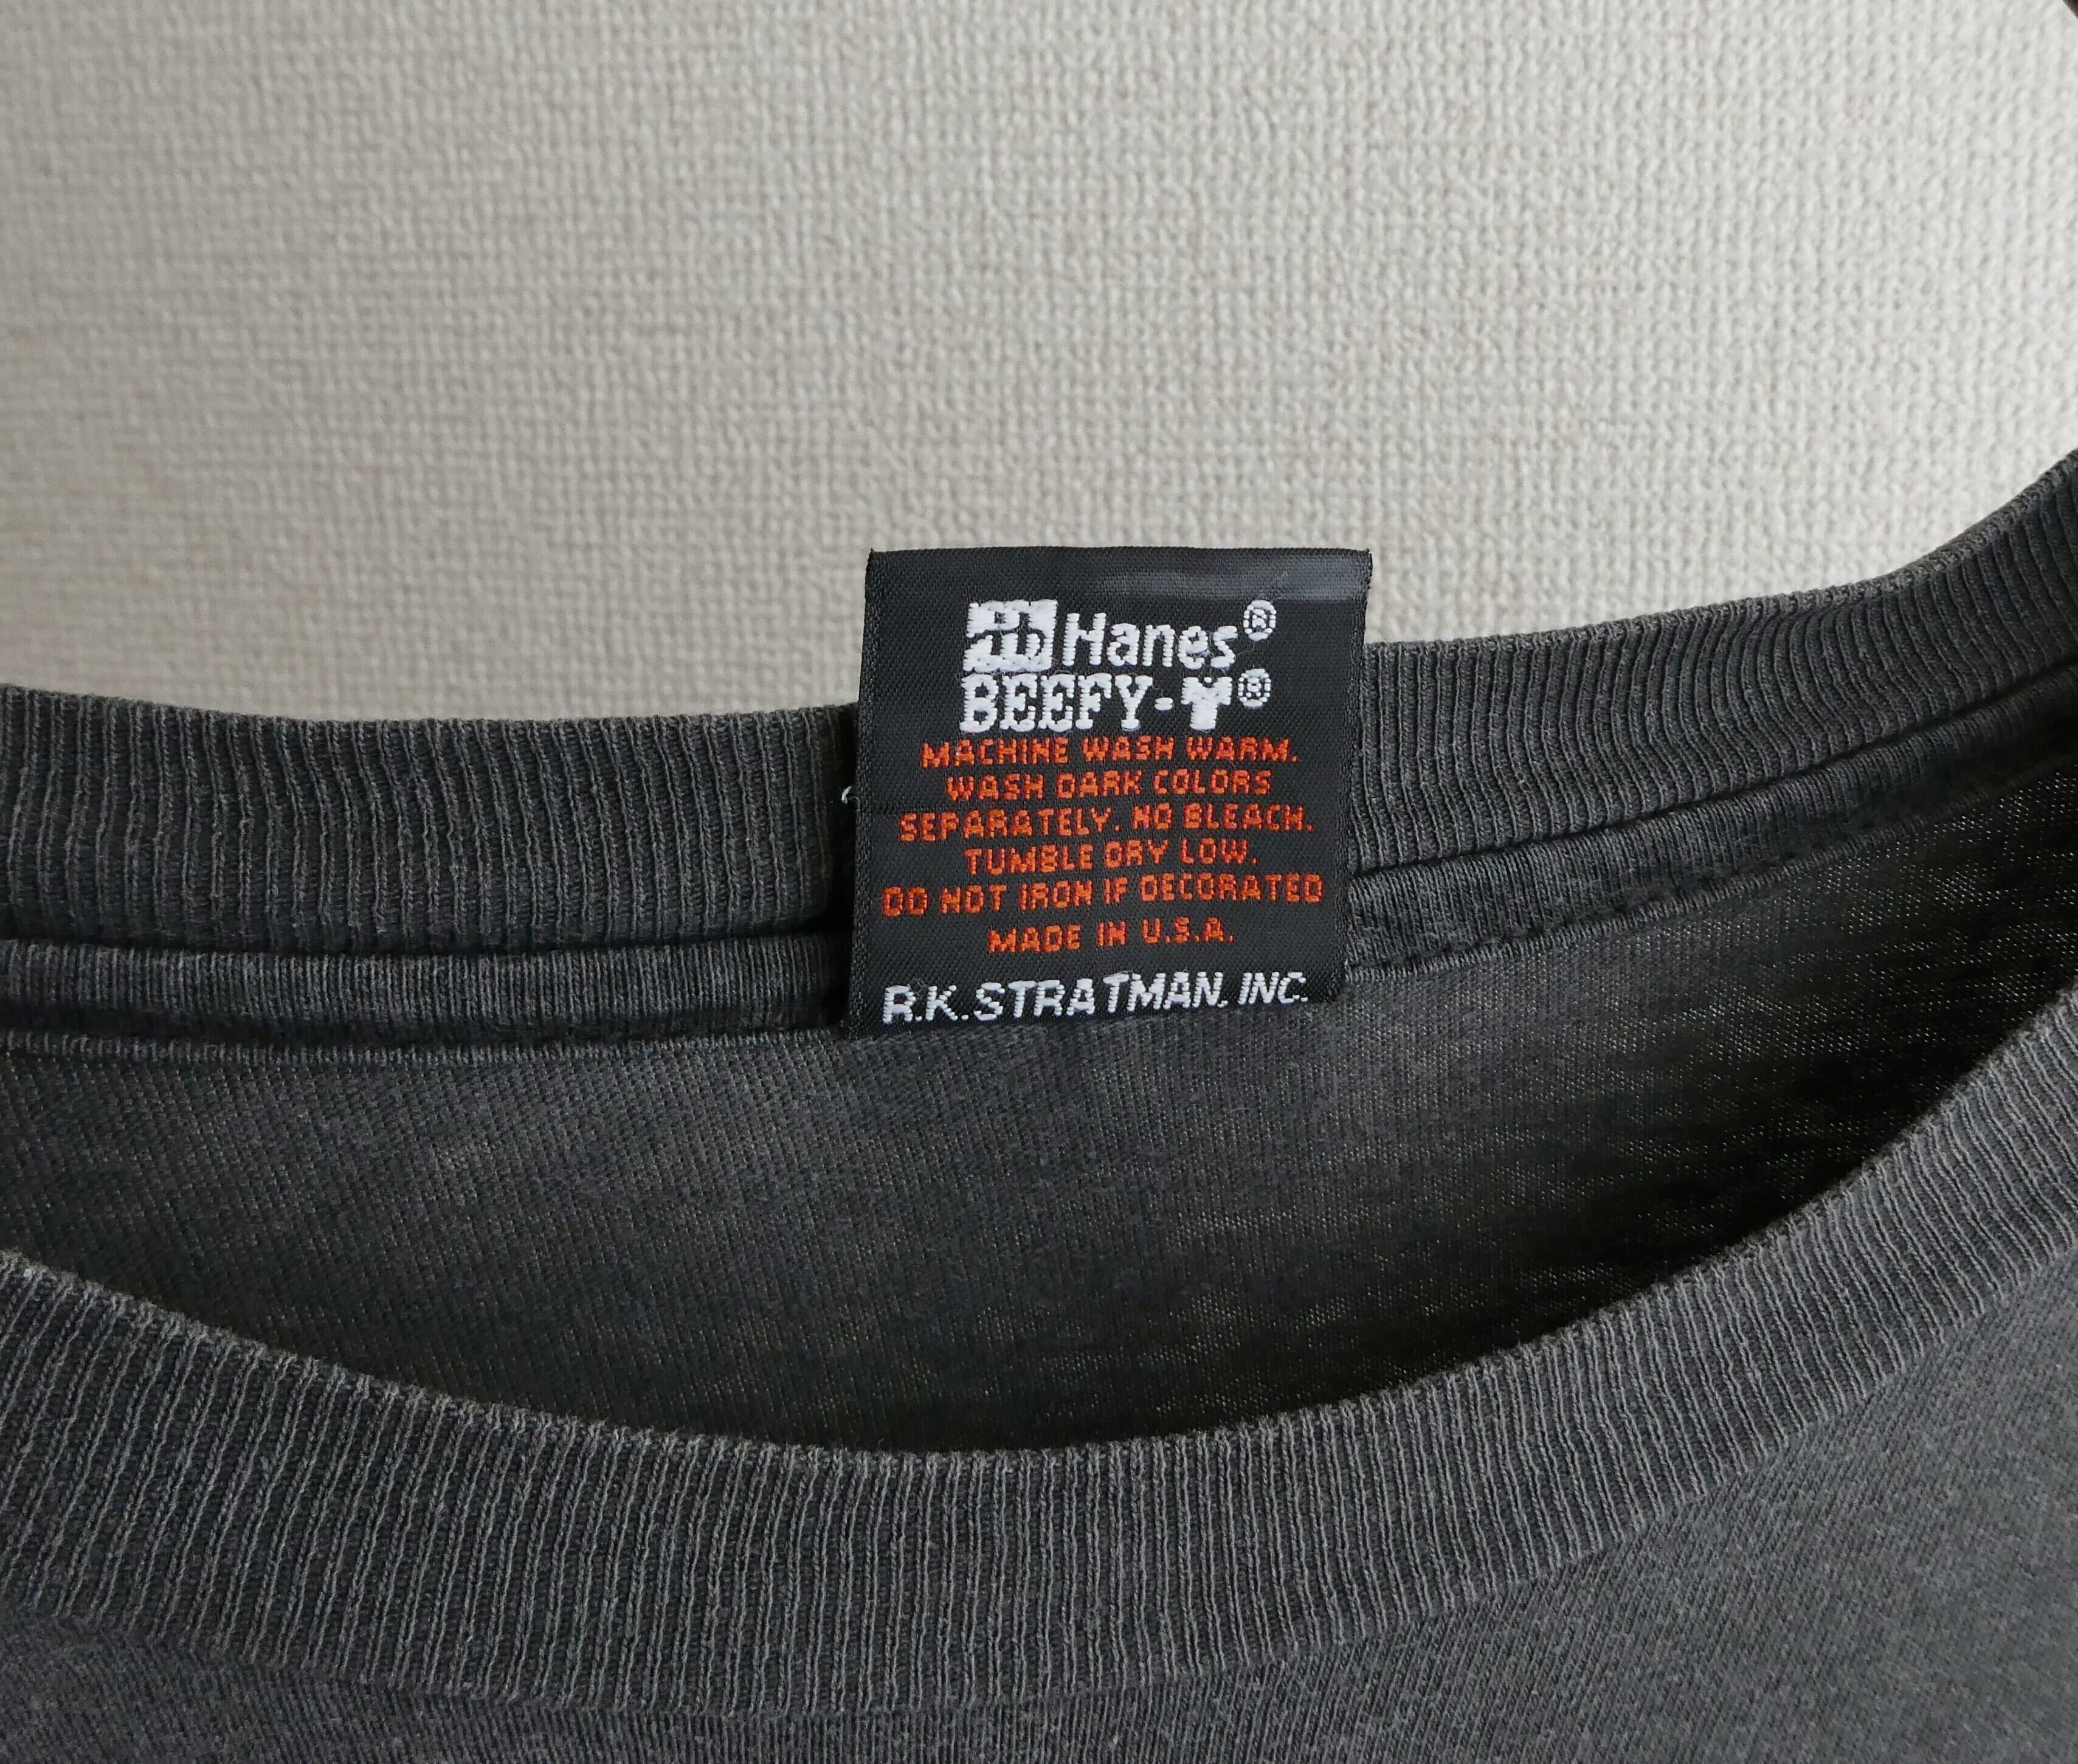 Hanes®
BEEFY-T®
MACHINE WASH WARM.
WASH DARK COLORS
SEPARATELY. NO BLEACH.
TUMBLE DRY LOW.
DO NOT IRON IF DECORATED
MADE IN U.S.A.
R.K.STRATMAN, INC.